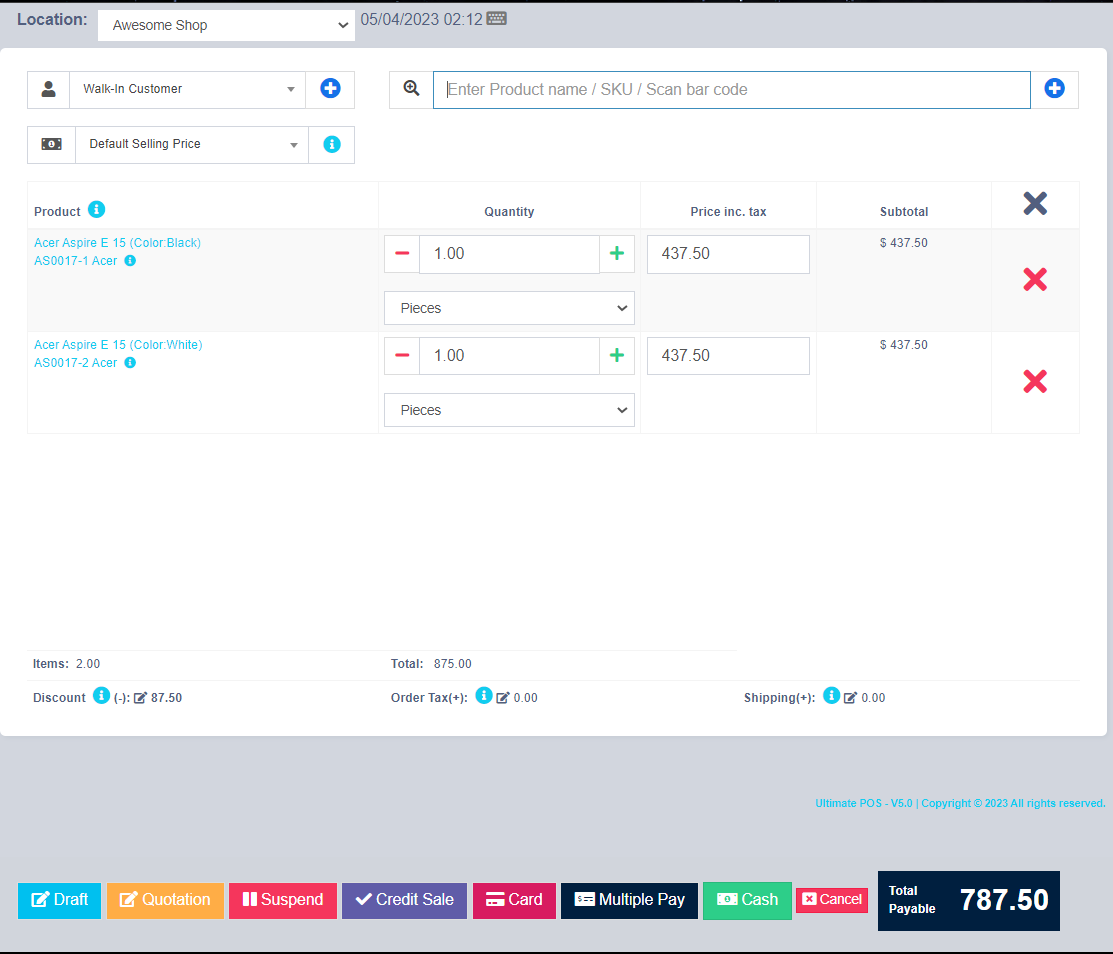 Location: Awesome Shop 05/04/2023 02:12
Walk-In Customer Enter Product name / SKU / Scan bar code
Default Selling Price
Product Quantity Price inc. tax Subtotal
Acer Aspire E 15 (Color:Black) 1.00 437.50 $ 437.50
AS0017-1 Acer
Pieces
Acer Aspire E 15 (Color:White) 1.00 437.50 $ 437.50
AS0017-2 Acer
Pieces
Items: 2.00 Total: 875.00
Discount (-): 87.50 Order Tax(+): 0.00 Shipping(+): 0.00
Ultimate POS - V5.0 | Copyright © 2023 All rights reserved.
Draft Quotation Suspend Credit Sale Card Multiple Pay Cash Cancel Total Payable 787.50